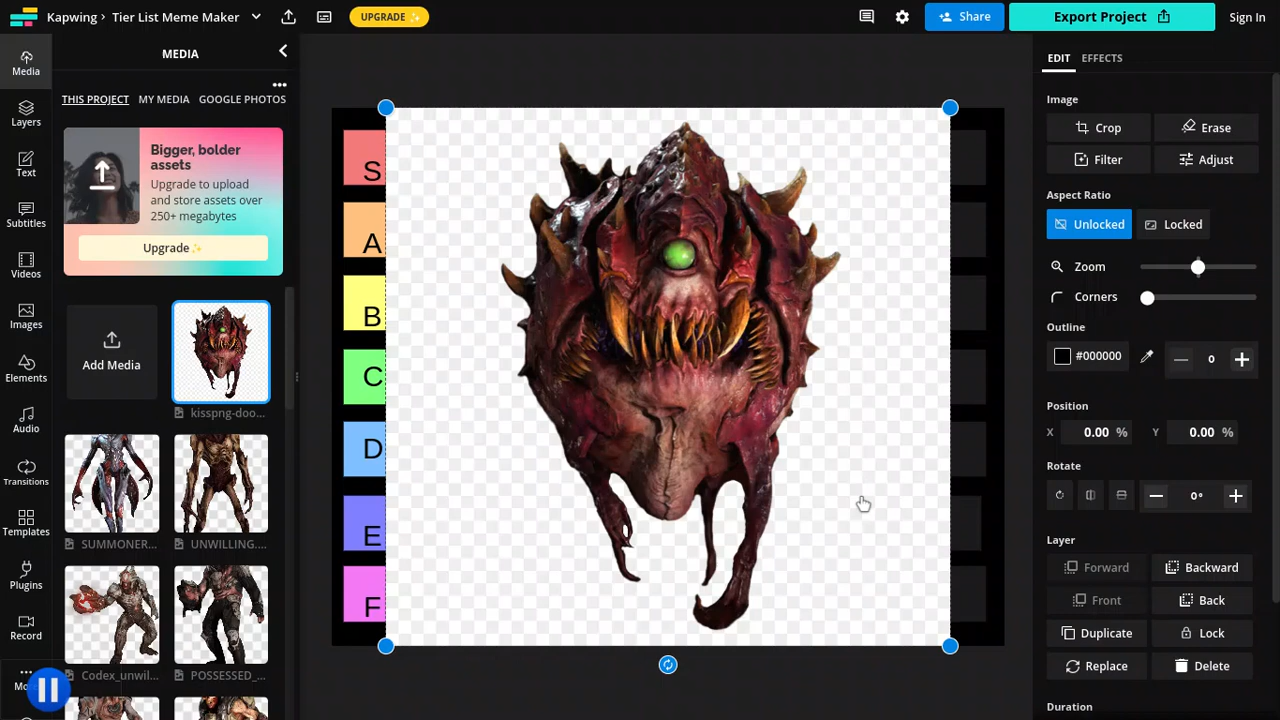 Kapwing › Tier List Meme Maker
UPGRADE ✨
Share
Export Project
Sign In
Media
Layers
Text
Subtitles
Videos
Images
Elements
Audio
Transitions
Templates
Plugins
Record
MEDIA
THIS PROJECT
MY MEDIA
GOOGLE PHOTOS
Bigger, bolder
assets
Upgrade to upload
and store assets over
250+ megabytes
Upgrade ✨
Add Media
kisspng-doo...
SUMMONER...
UNWILLING....
Codex_unwil...
POSSESSED_...
S
A
B
C
D
E
F
EDIT
EFFECTS
Image
Crop
Erase
Filter
Adjust
Aspect Ratio
Unlocked
Locked
Zoom
Corners
Outline
#000000
— 0 +
Position
X 0.00 %
Y 0.00 %
Rotate
— 0° +
Layer
Forward
Backward
Front
Back
Duplicate
Lock
Replace
Delete
Duration